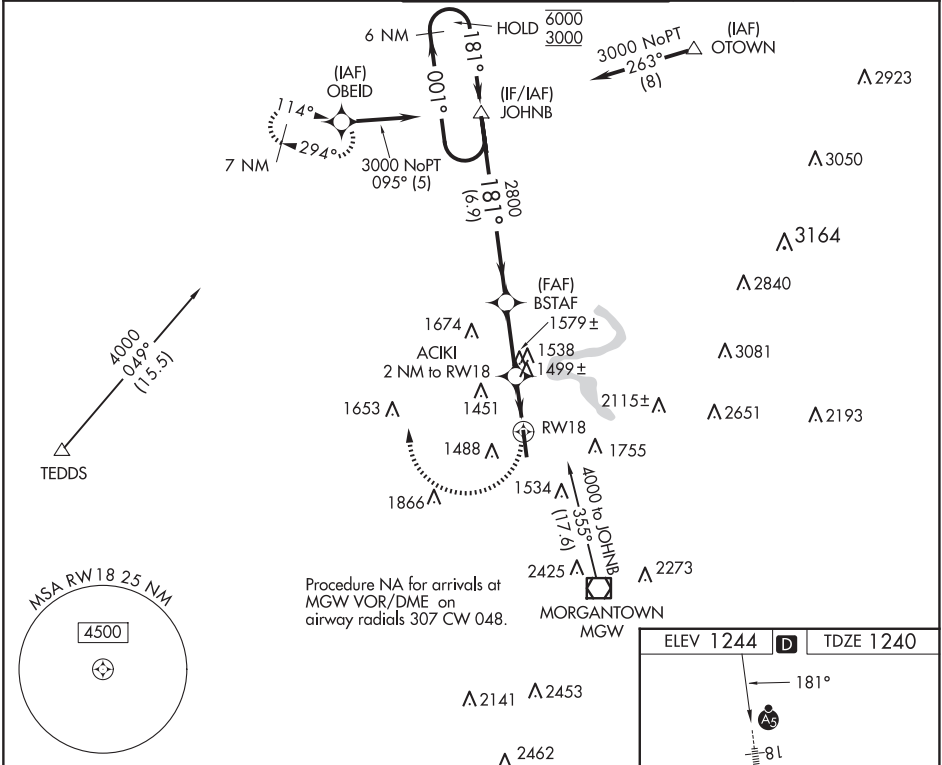 6 NM
HOLD
6000
3000
181°
001°
3000 NoPT
263°
(8)
(IAF)
OTOWN
2923
(IAF)
OBEID
(IF/IAF)
JOHNB
114°
294°
7 NM
3000 NoPT
095° (5)
3050
2800
181°
(6.9)
3164
2840
(FAF)
BSTAF
4000
049°
(15.5)
TEDDS
1674
1579±
ACIKI
2 NM to RW18
1538
1499±
3081
1653
1451
2115±
2651
2193
RW18
1488
1755
1866
1534
4000 to JOHNB
355°
(17.6)
2425
2273
MORGANTOWN
MGW
Procedure NA for arrivals at
MGW VOR/DME on
airway radials 307 CW 048.
MSA RW18 25 NM
4500
2141
2453
2462
ELEV 1244 D TDZE 1240
181°
A5
18